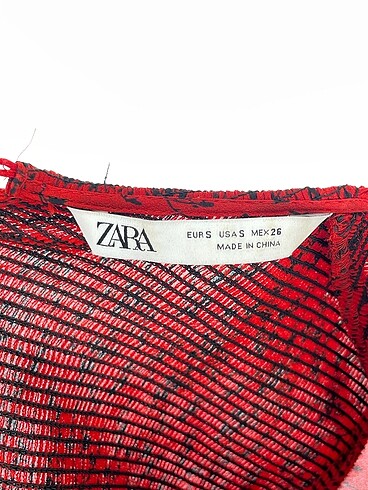 ZARA
EUR S USA S MEX 26
MADE IN CHINA